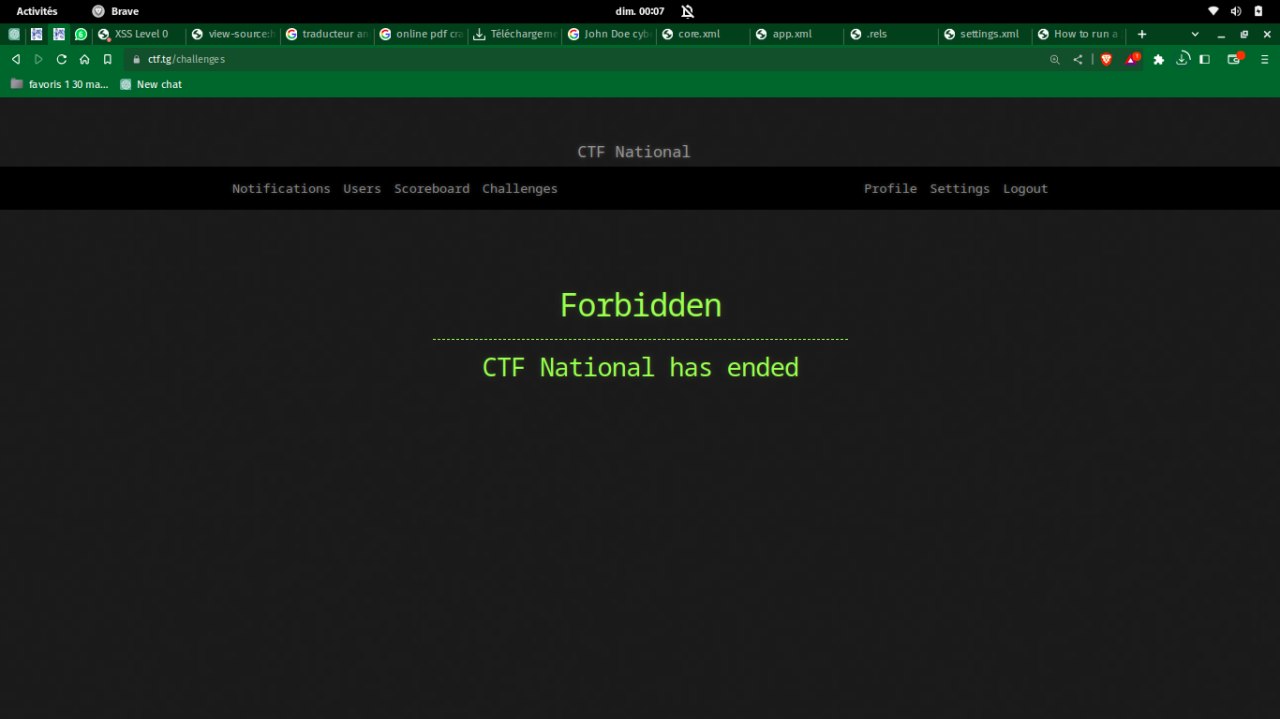 Activités Brave dim. 00:07
XSS Level 0 view-source:h traducteur an online pdf cra Téléchargeme John Doe cyb core.xml app.xml .rels settings.xml How to run a
ctf.tg/challenges
favoris 1 30 ma... New chat
CTF National
Notifications Users Scoreboard Challenges Profile Settings Logout
Forbidden
CTF National has ended